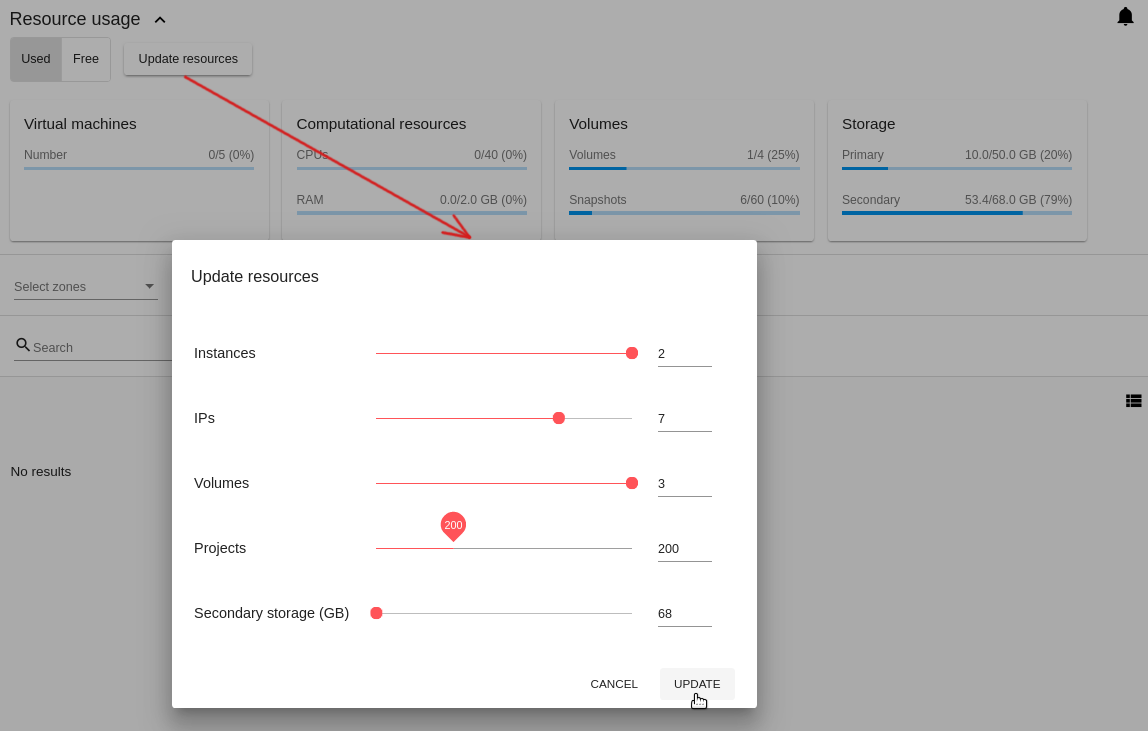 Resource usage
Used Free Update resources
Virtual machines
Number 0/5 (0%)
Computational resources
CPUs 0/40 (0%)
RAM 0.0/2.0 GB (0%)
Volumes
Volumes 1/4 (25%)
Snapshots 6/60 (10%)
Storage
Primary 10.0/50.0 GB (20%)
Secondary 53.4/68.0 GB (79%)
Select zones
Search
No results
Update resources
Instances 2
IPs 7
Volumes 3
200
Projects 200
Secondary storage (GB) 68
CANCEL UPDATE